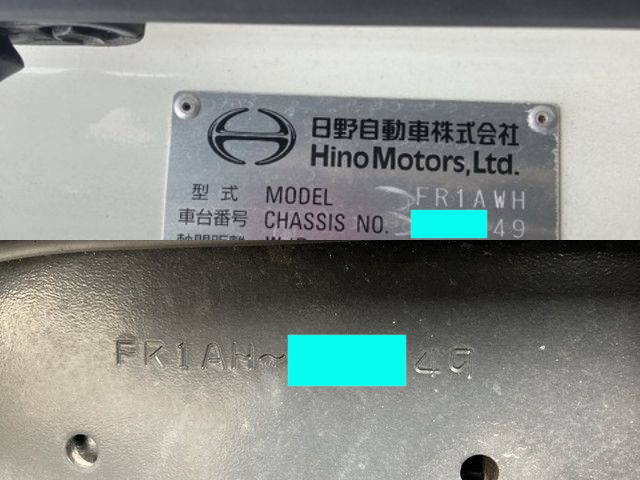 日野自動車株式会社
Hino Motors, Ltd.
型式 MODEL FR1AWH
車台番号 CHASSIS NO. 49
FR1AH~ 49